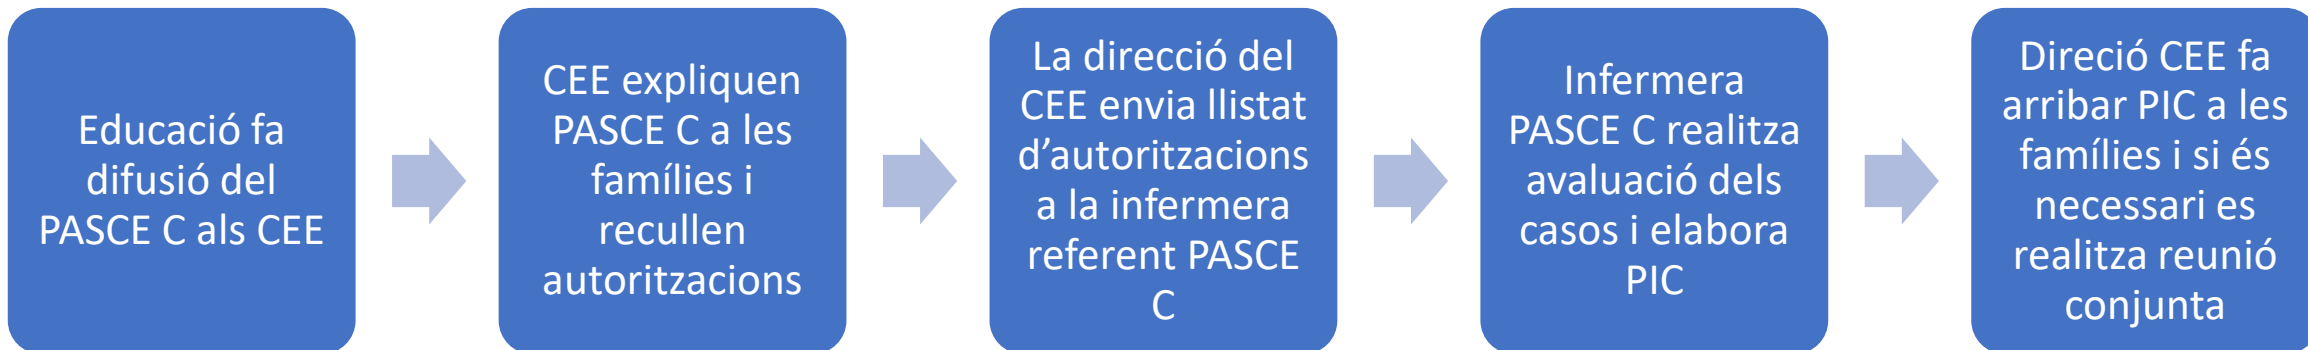 Educació fa
difusió del
PASCE C als CEE
CEE expliquen
PASCE C a les
famílies i
recullen
autoritzacions
La direcció del
CEE envia llistat
d’autoritzacions
a la infermera
referent PASCE
C
Infermera
PASCE C realitza
avaluació dels
casos i elabora
PIC
Direció CEE fa
arribar PIC a les
famílies i si és
necessari es
realitza reunió
conjunta